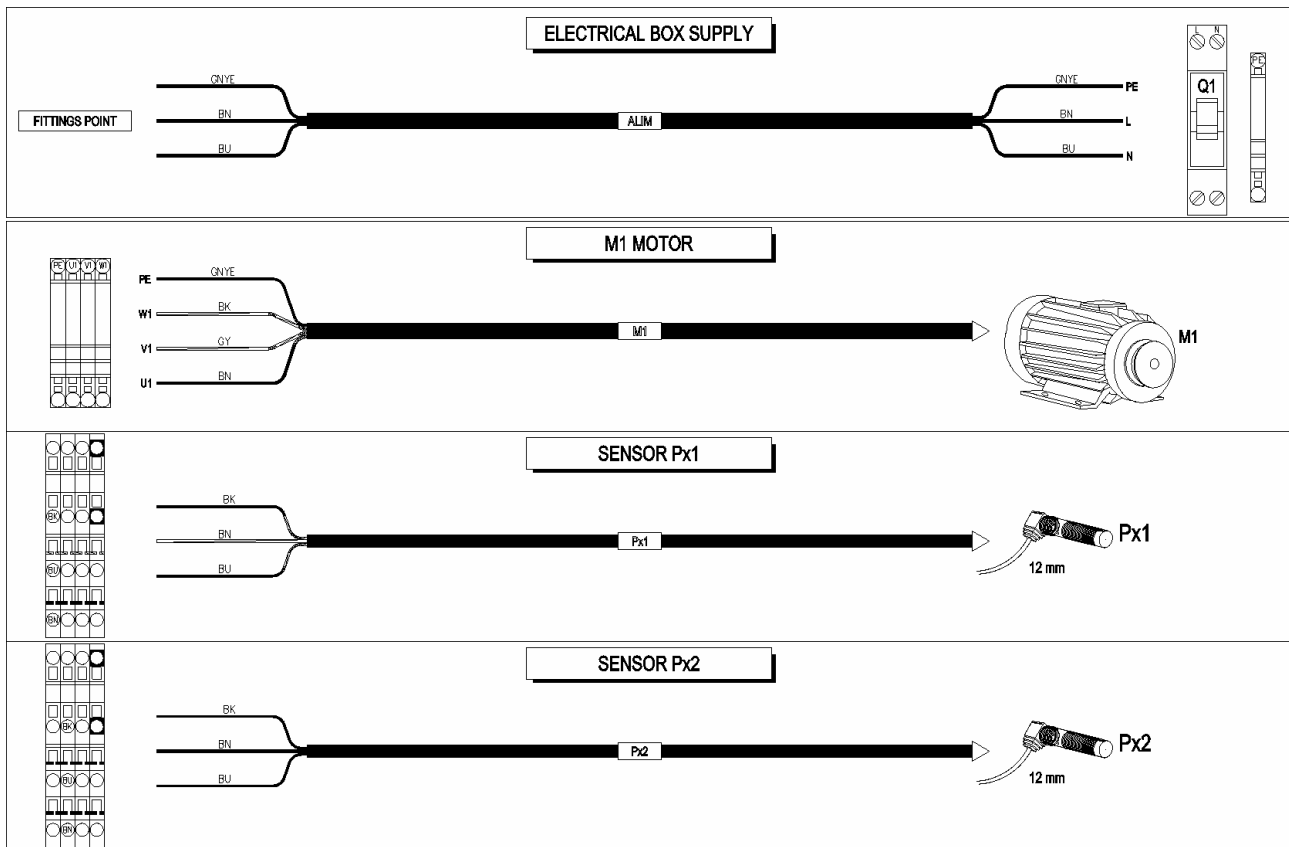 ELECTRICAL BOX SUPPLY
L N
PE
Q1
FITTINGS POINT
GNYE
BN
BU
ALIM
GNYE
BN
BU
PE
L
N
M1 MOTOR
PE U1 V1 W1
PE
W1
V1
U1
GNYE
BK
GY
BN
M1
M1
SENSOR Px1
BK
BU
BN
BK
BN
BU
Px1
Px1
12 mm
SENSOR Px2
BK
BU
BN
BK
BN
BU
Px2
Px2
12 mm